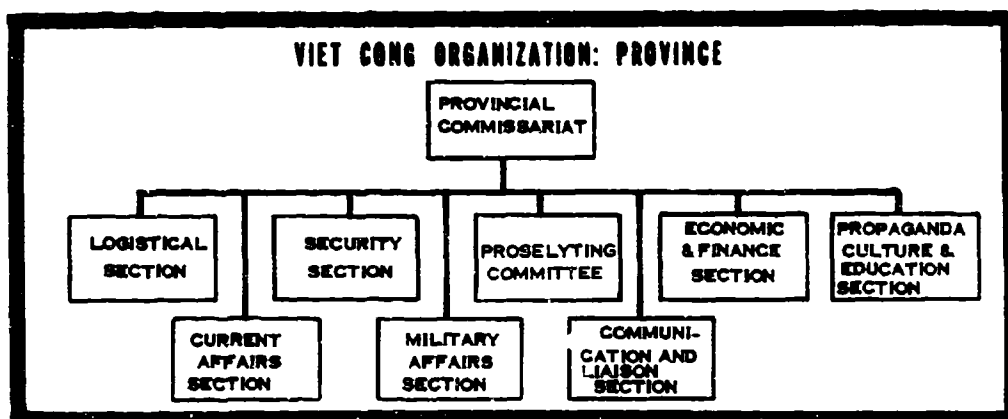 VIET CONG ORGANIZATION: PROVINCE
PROVINCIAL
COMMISSARIAT
LOGISTICAL
SECTION
SECURITY
SECTION
PROSELYTING
COMMITTEE
ECONOMIC
& FINANCE
SECTION
PROPAGANDA
CULTURE &
EDUCATION
SECTION
CURRENT
AFFAIRS
SECTION
MILITARY
AFFAIRS
SECTION
COMMUNI-
CATION AND
LIAISON
SECTION